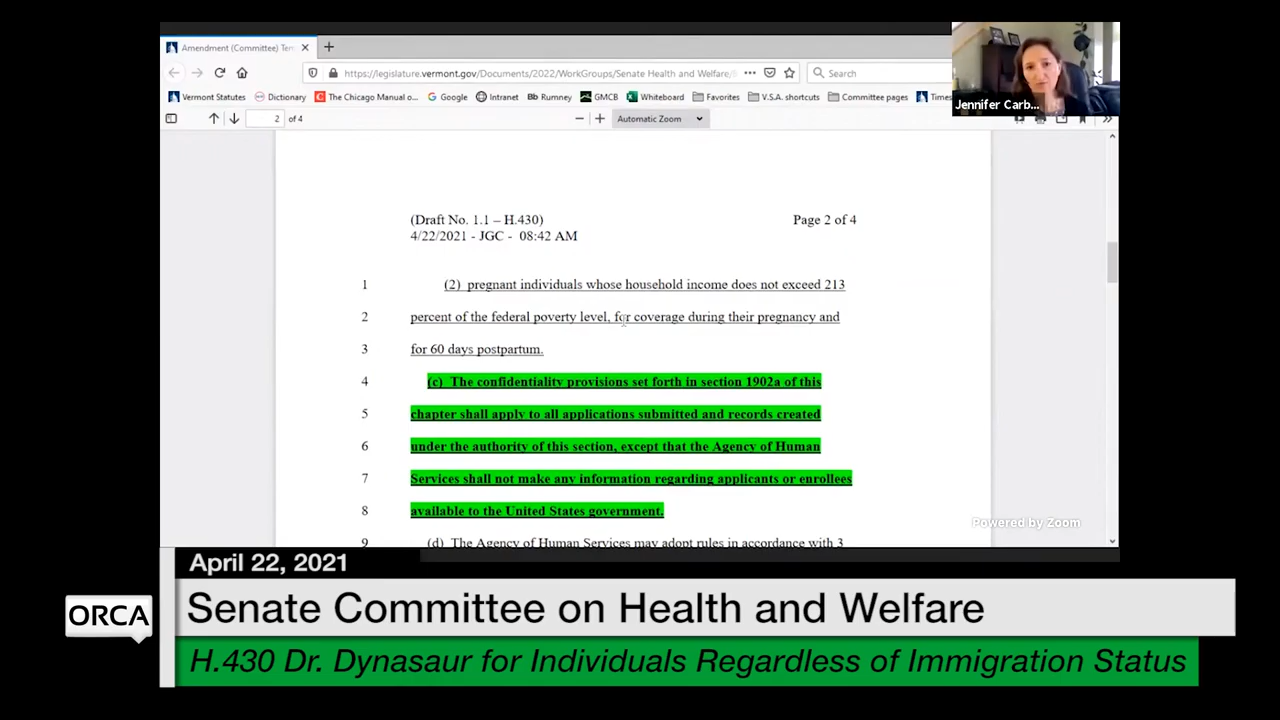 Amendment (Committee) Tem
https://legislature.vermont.gov/Documents/2022/WorkGroups/Senate Health and Welfare/
Search
Vermont Statutes
Dictionary
The Chicago Manual o...
Google
Intranet
Bb Rumney
GMCB
Whiteboard
Favorites
V.S.A. shortcuts
Committee pages
Times
Jennifer Carb...
2 of 4
Automatic Zoom
(Draft No. 1.1 – H.430) Page 2 of 4
4/22/2021 - JGC - 08:42 AM
1 (2) pregnant individuals whose household income does not exceed 213
2 percent of the federal poverty level, for coverage during their pregnancy and
3 for 60 days postpartum.
4 (c) The confidentiality provisions set forth in section 1902a of this
5 chapter shall apply to all applications submitted and records created
6 under the authority of this section, except that the Agency of Human
7 Services shall not make any information regarding applicants or enrollees
8 available to the United States government.
9 (d) The Agency of Human Services may adopt rules in accordance with 3
Powered by Zoom
April 22, 2021
ORCA
Senate Committee on Health and Welfare
H.430 Dr. Dynasaur for Individuals Regardless of Immigration Status